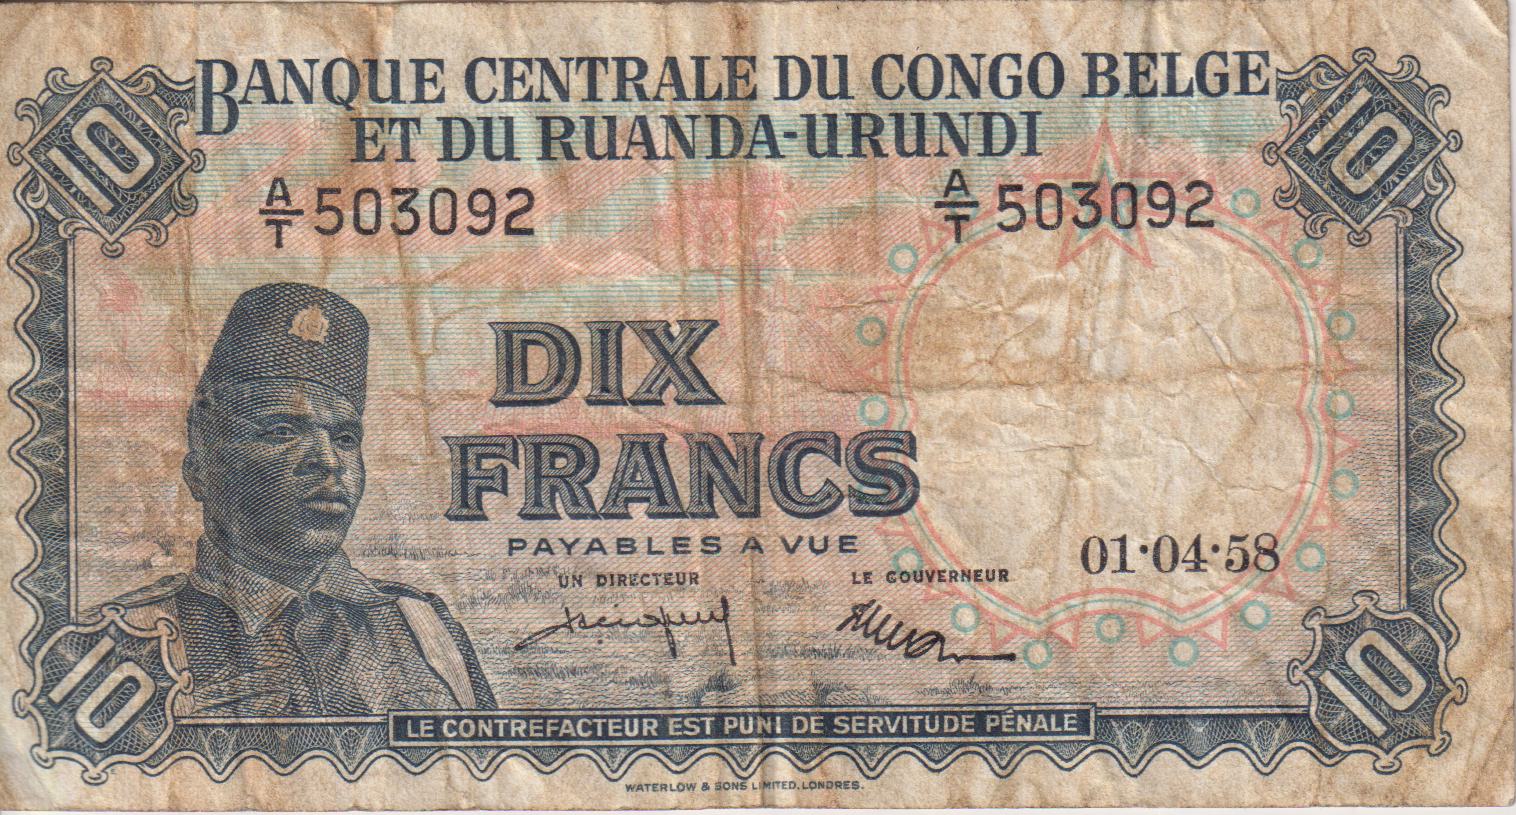 10 BANQUE CENTRALE DU CONGO BELGE 10
ET DU RUANDA-URUNDI
A/T 503092 A/T 503092
DIX
FRANCS
PAYABLES A VUE
UN DIRECTEUR LE GOUVERNEUR 01·04·58
10 10
LE CONTREFACTEUR EST PUNI DE SERVITUDE PÉNALE
WATERLOW & SONS LIMITED, LONDRES.